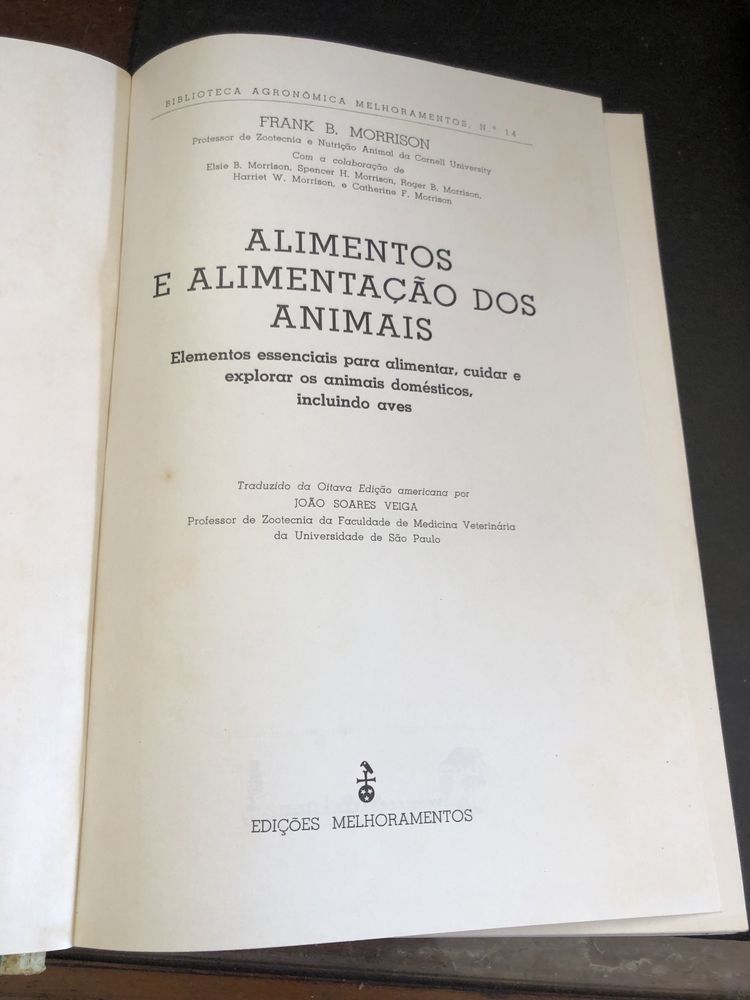 BIBLIOTECA AGRONÔMICA MELHORAMENTOS, N.º 14
FRANK B. MORRISON
Professor de Zootecnia e Nutrição Animal da Cornell University
Com a colaboração de
Elsie B. Morrison, Spencer H. Morrison, Roger B. Morrison,
Harriet W. Morrison, e Catherine F. Morrison
ALIMENTOS
E ALIMENTAÇÃO DOS
ANIMAIS
Elementos essenciais para alimentar, cuidar e
explorar os animais domésticos,
incluindo aves
Traduzido da Oitava Edição americana por
JOÃO SOARES VEIGA
Professor de Zootecnia da Faculdade de Medicina Veterinária
da Universidade de São Paulo
EDIÇÕES MELHORAMENTOS